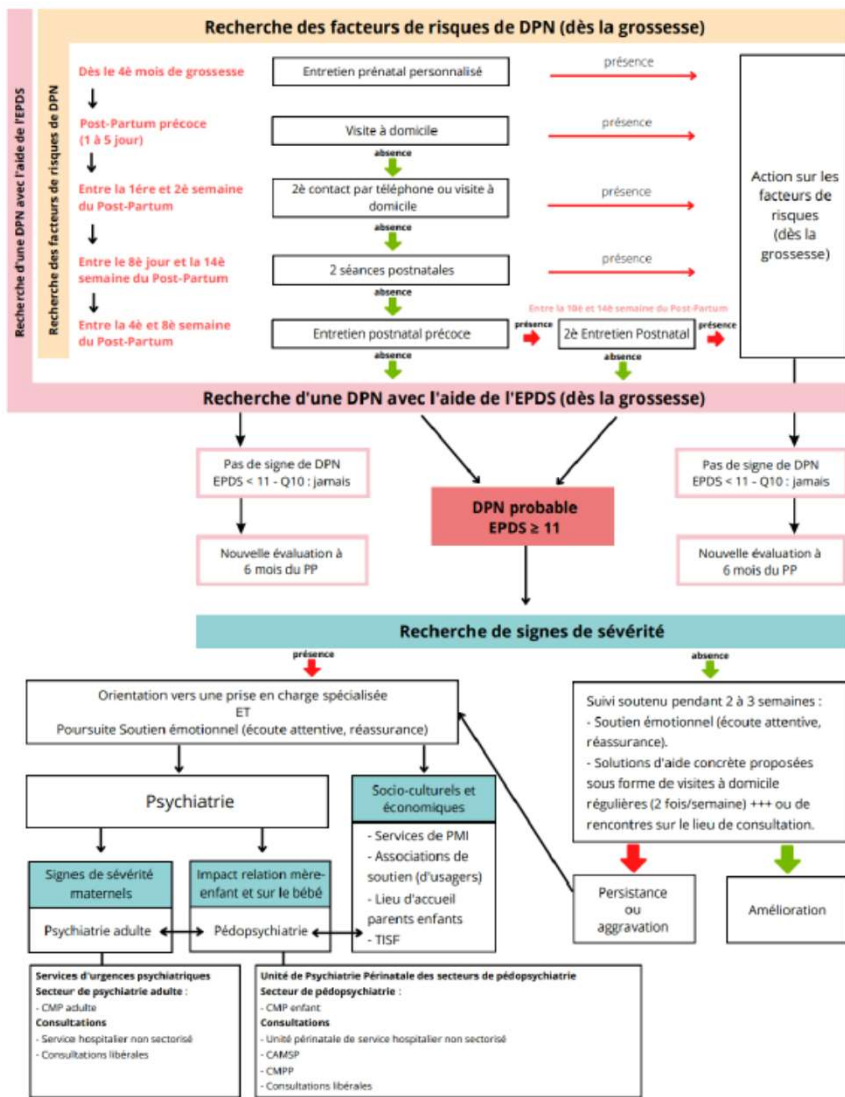 Recherche des facteurs de risques de DPN (dès la grossesse)
Recherche d'une DPN avec l'aide de l'EPDS
Recherche des facteurs de risques de DPN
Dès le 4è mois de grossesse
Entretien prénatal personnalisé
présence
Post-Partum précoce
(1 à 5 jour)
Visite à domicile
présence
absence
Entre la 1ére et 2è semaine
du Post-Partum
2è contact par téléphone ou visite à
domicile
présence
absence
Entre le 8è jour et la 14è
semaine du Post-Partum
2 séances postnatales
présence
absence
Entre la 4è et 8è semaine
du Post-Partum
Entretien postnatal précoce
présence
Entre la 10è et 14è semaine du Post-Partum
2è Entretien Postnatal
présence
absence
absence
Action sur les
facteurs de
risques
(dès la
grossesse)
Recherche d'une DPN avec l'aide de l'EPDS (dès la grossesse)
Pas de signe de DPN
EPDS < 11 - Q10 : jamais
Nouvelle évaluation à
6 mois du PP
DPN probable
EPDS ≥ 11
Pas de signe de DPN
EPDS < 11 - Q10 : jamais
Nouvelle évaluation à
6 mois du PP
Recherche de signes de sévérité
présence
absence
Orientation vers une prise en charge spécialisée
ET
Poursuite Soutien émotionnel (écoute attentive, réassurance)
Suivi soutenu pendant 2 à 3 semaines :
- Soutien émotionnel (écoute attentive,
réassurance).
- Solutions d'aide concrète proposées
sous forme de visites à domicile
régulières (2 fois/semaine) +++ ou de
rencontres sur le lieu de consultation.
Psychiatrie
Socio-culturels et
économiques
- Services de PMI
- Associations de
soutien (d'usagers)
- Lieu d'accueil
parents enfants
- TISF
Signes de sévérité
maternels
Psychiatrie adulte
Impact relation mère-
enfant et sur le bébé
Pédopsychiatrie
Persistance
ou
aggravation
Amélioration
Services d'urgences psychiatriques
Secteur de psychiatrie adulte :
- CMP adulte
Consultations
- Service hospitalier non sectorisé
- Consultations libérales
Unité de Psychiatrie Périnatale des secteurs de pédopsychiatrie
Secteur de pédopsychiatrie :
- CMP enfant
Consultations
- Unité périnatale de service hospitalier non sectorisé
- CAMSP
- CMPP
- Consultations libérales